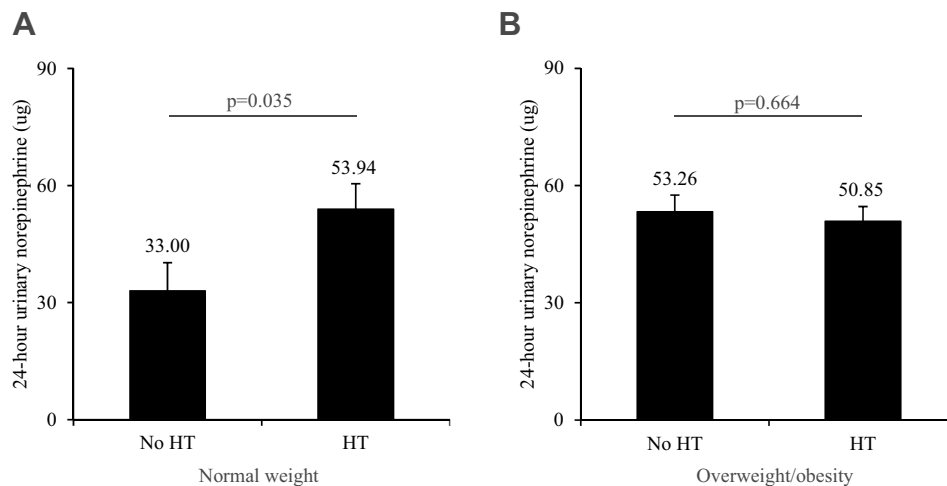 A
24-hour urinary norepinephrine (ug)
90
60
30
0
p=0.035
33.00
53.94
No HT
HT
Normal weight
B
24-hour urinary norepinephrine (ug)
90
60
30
0
p=0.664
53.26
50.85
No HT
HT
Overweight/obesity